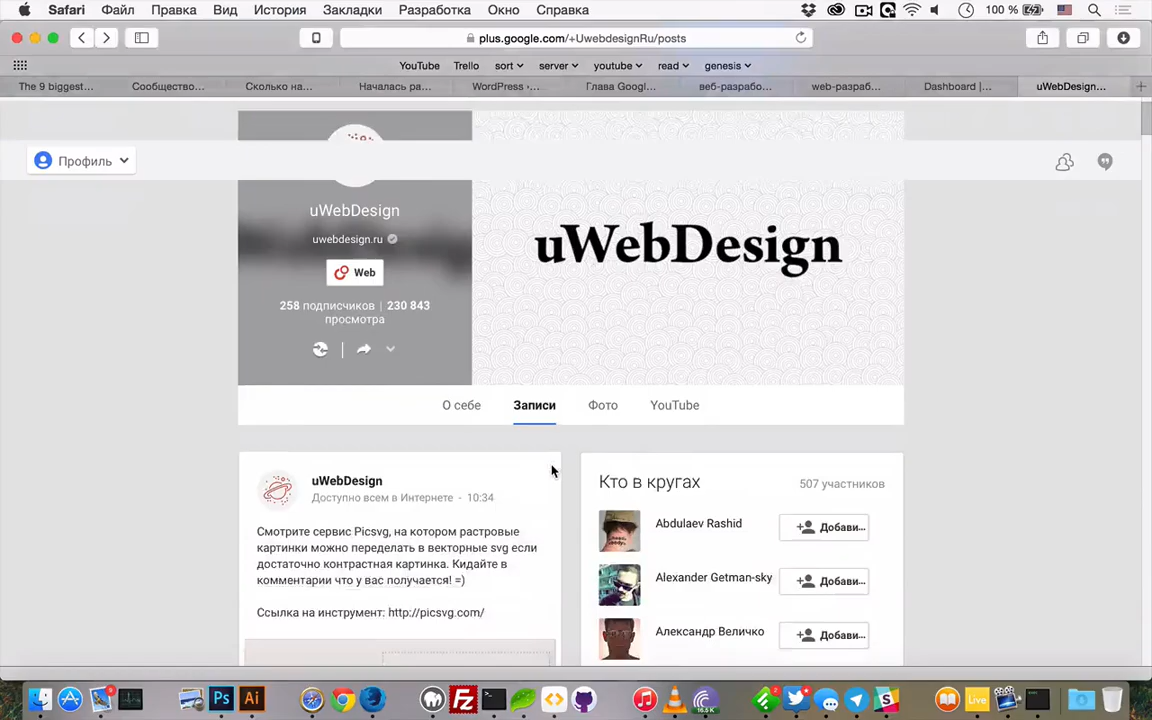 Safari Файл Правка Вид История Закладки Разработка Окно Справка 100 %
plus.google.com/+UwebdesignRu/posts
YouTube Trello sort server youtube read genesis
The 9 biggest... Сообщество... Сколько на... Началась ра... WordPress ›... Глава Googl... веб-разрабо... web-разраб... Dashboard |... uWebDesign...
Профиль
uWebDesign
uwebdesign.ru
Web
258 подписчиков | 230 843
просмотра
uWebDesign
О себе Записи Фото YouTube
uWebDesign
Доступно всем в Интернете - 10:34
Смотрите сервис Picsvg, на котором растровые
картинки можно переделать в векторные svg если
достаточно контрастная картинка. Кидайте в
комментарии что у вас получается! =)
Ссылка на инструмент: http://picsvg.com/
Кто в кругах 507 участников
Abdulaev Rashid Добави...
Alexander Getman-sky Добави...
Александр Величко Добави...
Ps Ai Fz Live